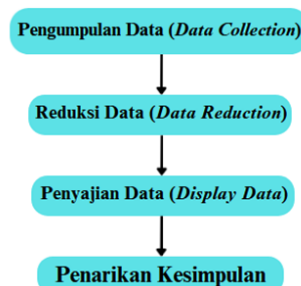 Pengumpulan Data (Data Collection)
Reduksi Data (Data Reduction)
Penyajian Data (Display Data)
Penarikan Kesimpulan